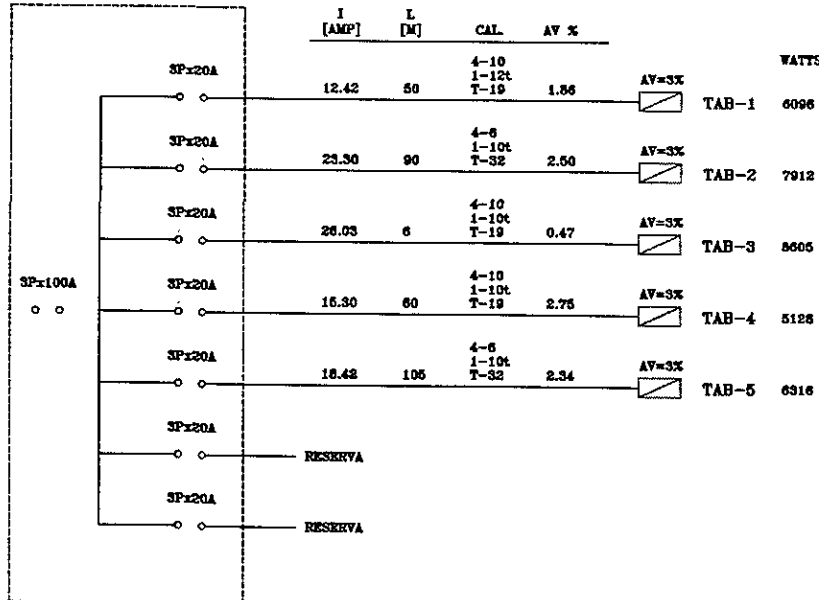 I L
[AMP] [M] CAL. AV %
WATTS
3Px20A 12.42 50 4-10 1-12t T-19 1.86 AV=3% TAB-1 6096
3Px20A 23.30 90 4-6 1-10t T-32 2.50 AV=3% TAB-2 7912
3Px20A 26.03 6 4-10 1-10t T-19 0.47 AV=3% TAB-3 8605
3Px100A
3Px20A 15.30 60 4-10 1-10t T-19 2.75 AV=3% TAB-4 5128
3Px20A 18.42 105 4-6 1-10t T-32 2.34 AV=3% TAB-5 6316
3Px20A RESERVA
3Px20A RESERVA